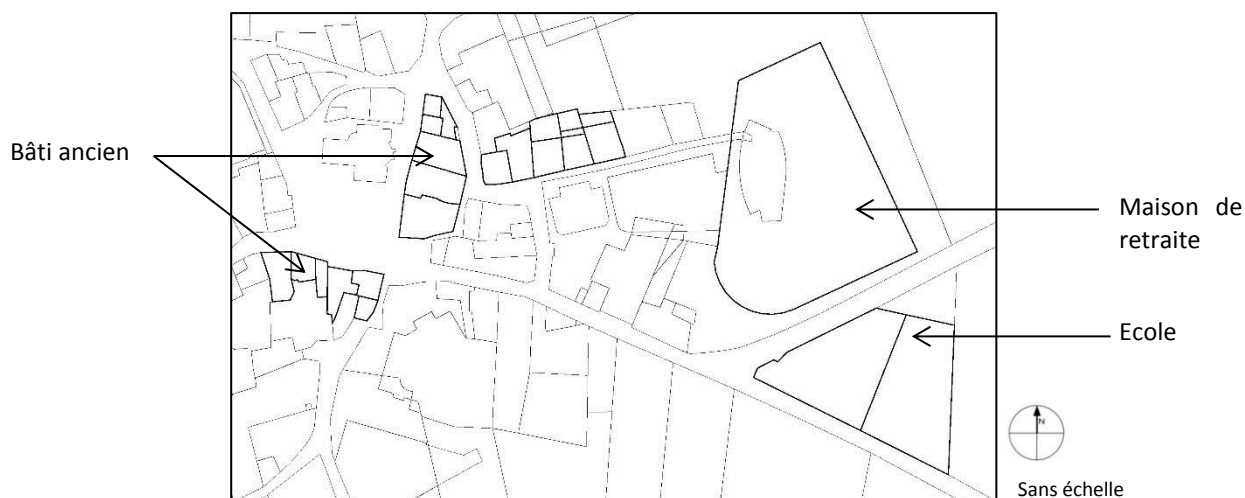 Bâti ancien
Maison de
retraite
Ecole
N
Sans échelle